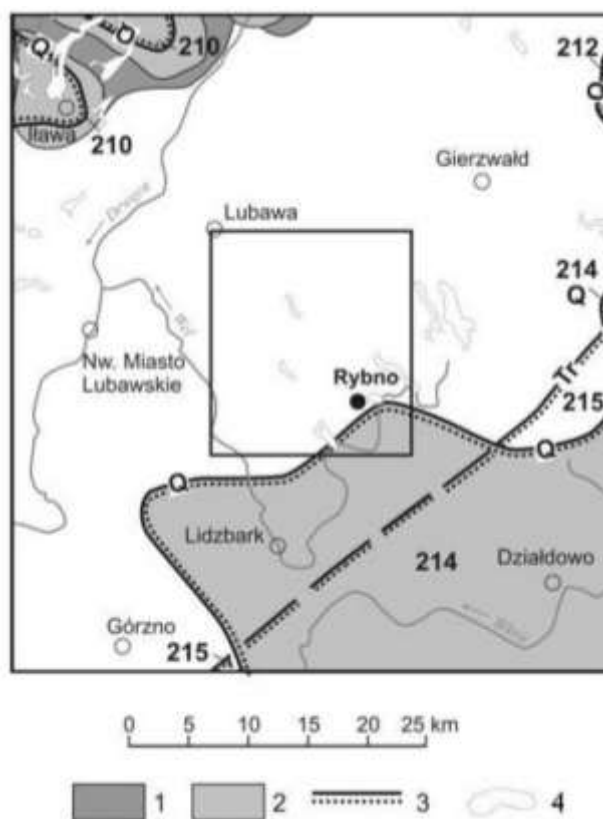 Q
210
212
Q
Q
Iława
210
Gierzwałd
Drwęca
Lubawa
214
Q
Wel
Nw. Miasto
Lubawskie
Tr
Rybno
215
Q
Q
Lidzbark
214
Działdowo
Górzno
215
0 5 10 15 20 25 km
1 2 3 4